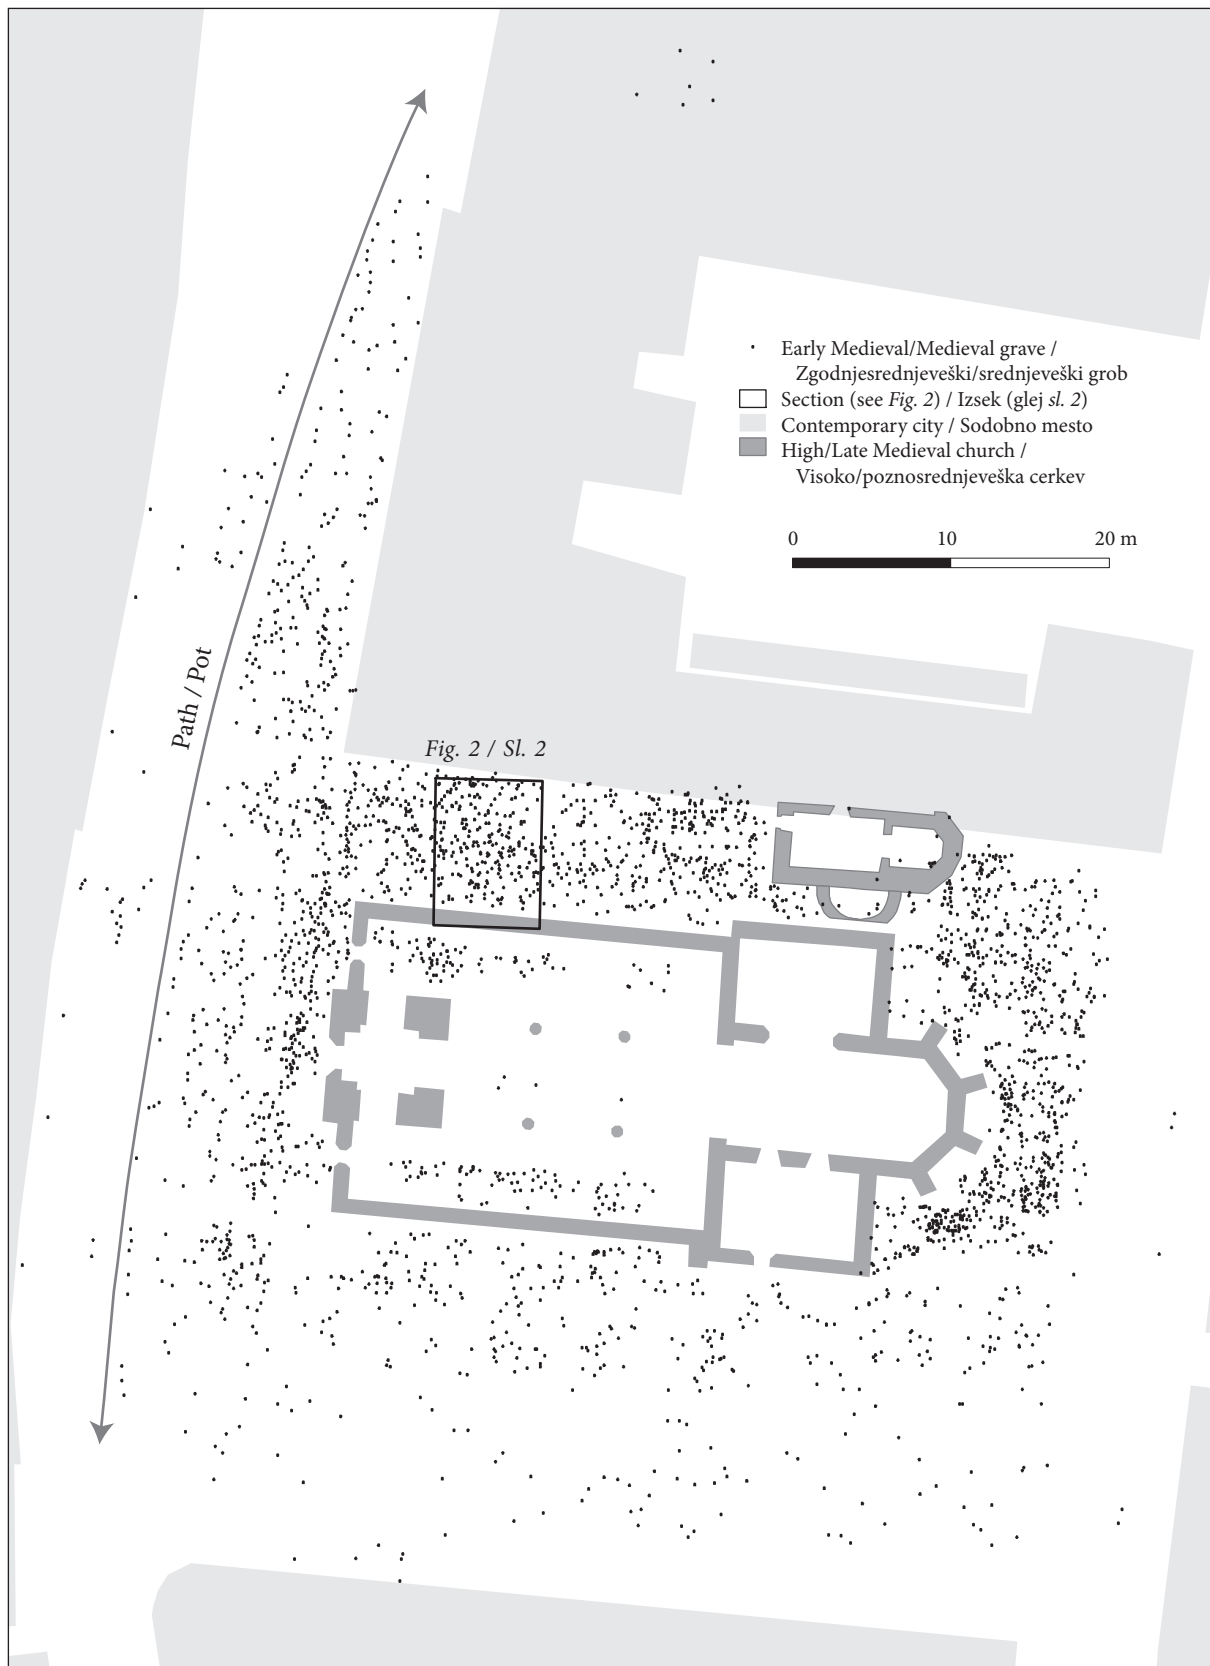 Early Medieval/Medieval grave /
Zgodnjesrednjeveški/srednjeveški grob
Section (see Fig. 2) / Izsek (glej sl. 2)
Contemporary city / Sodobno mesto
High/Late Medieval church /
Visoko/poznosrednjeveška cerkev
0 10 20 m
Path / Pot
Fig. 2 / Sl. 2